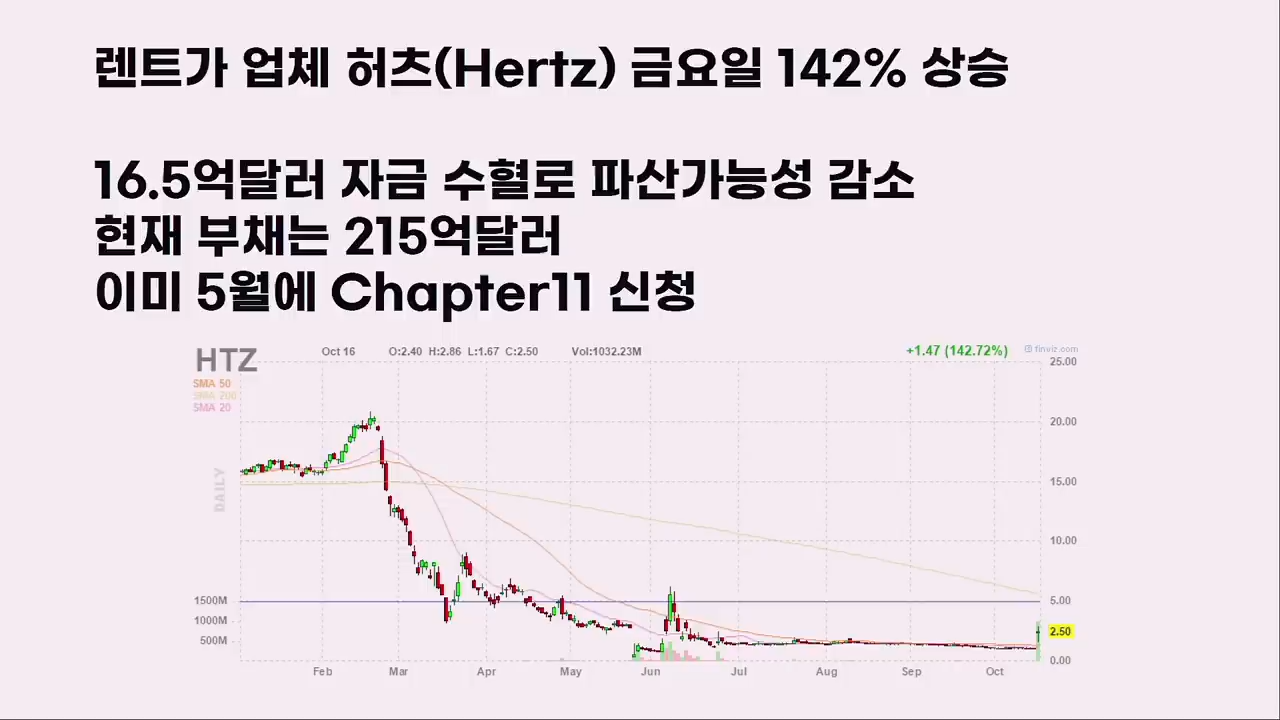 렌트가 업체 허츠(Hertz) 금요일 142% 상승
16.5억달러 자금 수혈로 파산가능성 감소
현재 부채는 215억달러
이미 5월에 Chapter11 신청
HTZ
Oct 16 O:2.40 H:2.86 L:1.67 C:2.50 Vol:1032.23M +1.47 (142.72%) finviz.com
SMA 50
SMA 200
SMA 20
DAILY
25.00
20.00
15.00
10.00
5.00
2.50
0.00
1500M
1000M
500M
Feb Mar Apr May Jun Jul Aug Sep Oct